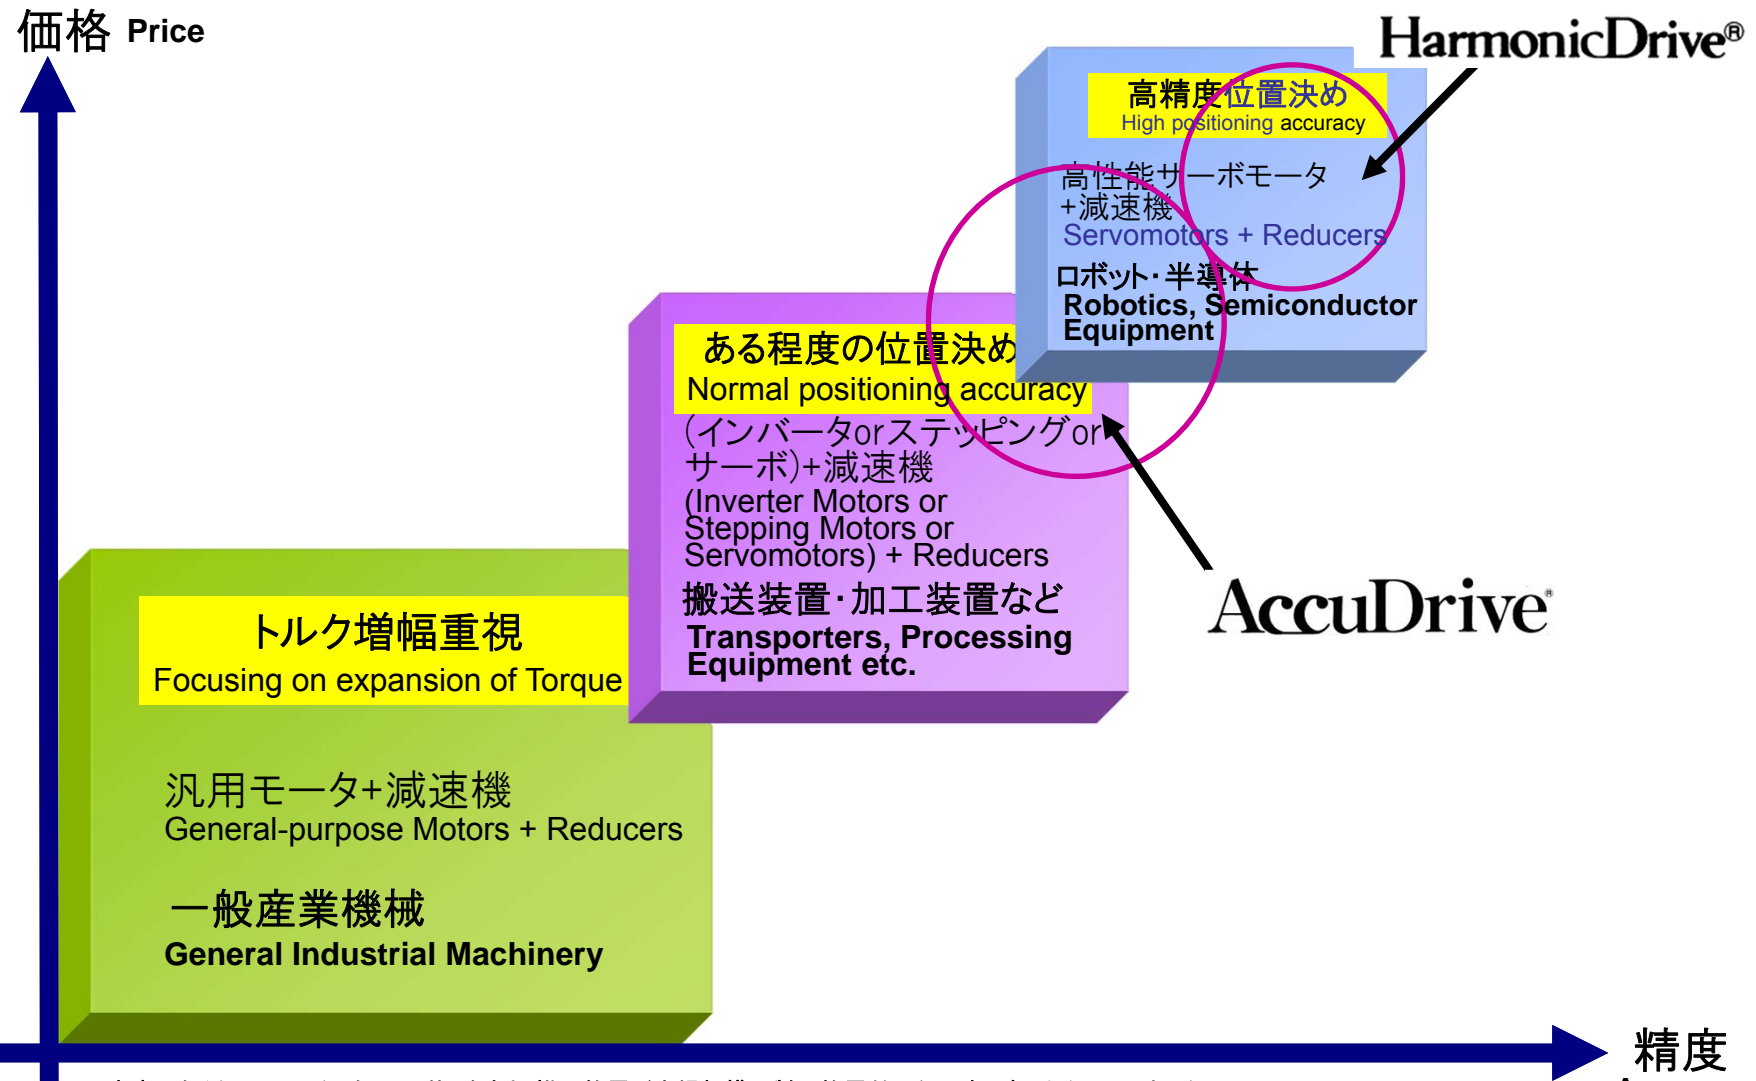 価格 Price
HarmonicDrive®
高精度位置決め
High positioning accuracy
高性能サーボモータ
+減速機
Servomotors + Reducers
ロボット・半導体
Robotics, Semiconductor
Equipment
ある程度の位置決め
Normal positioning accuracy
(インバータorステッピングor
サーボ)+減速機
(Inverter Motors or
Stepping Motors or
Servomotors) + Reducers
搬送装置・加工装置など
Transporters, Processing
Equipment etc.
AccuDrive®
トルク増幅重視
Focusing on expansion of Torque
汎用モータ+減速機
General-purpose Motors + Reducers
一般産業機械
General Industrial Machinery
精度